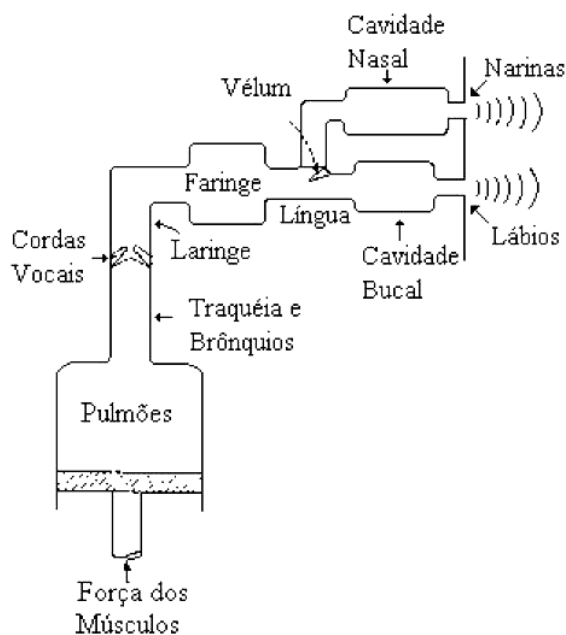 Cavidade
Nasal
Narinas
Vélum
Faringe
Língua
Lábios
Cordas
Vocais
Laringe
Cavidade
Bucal
Traquéia e
Brônquios
Pulmões
Força dos
Músculos